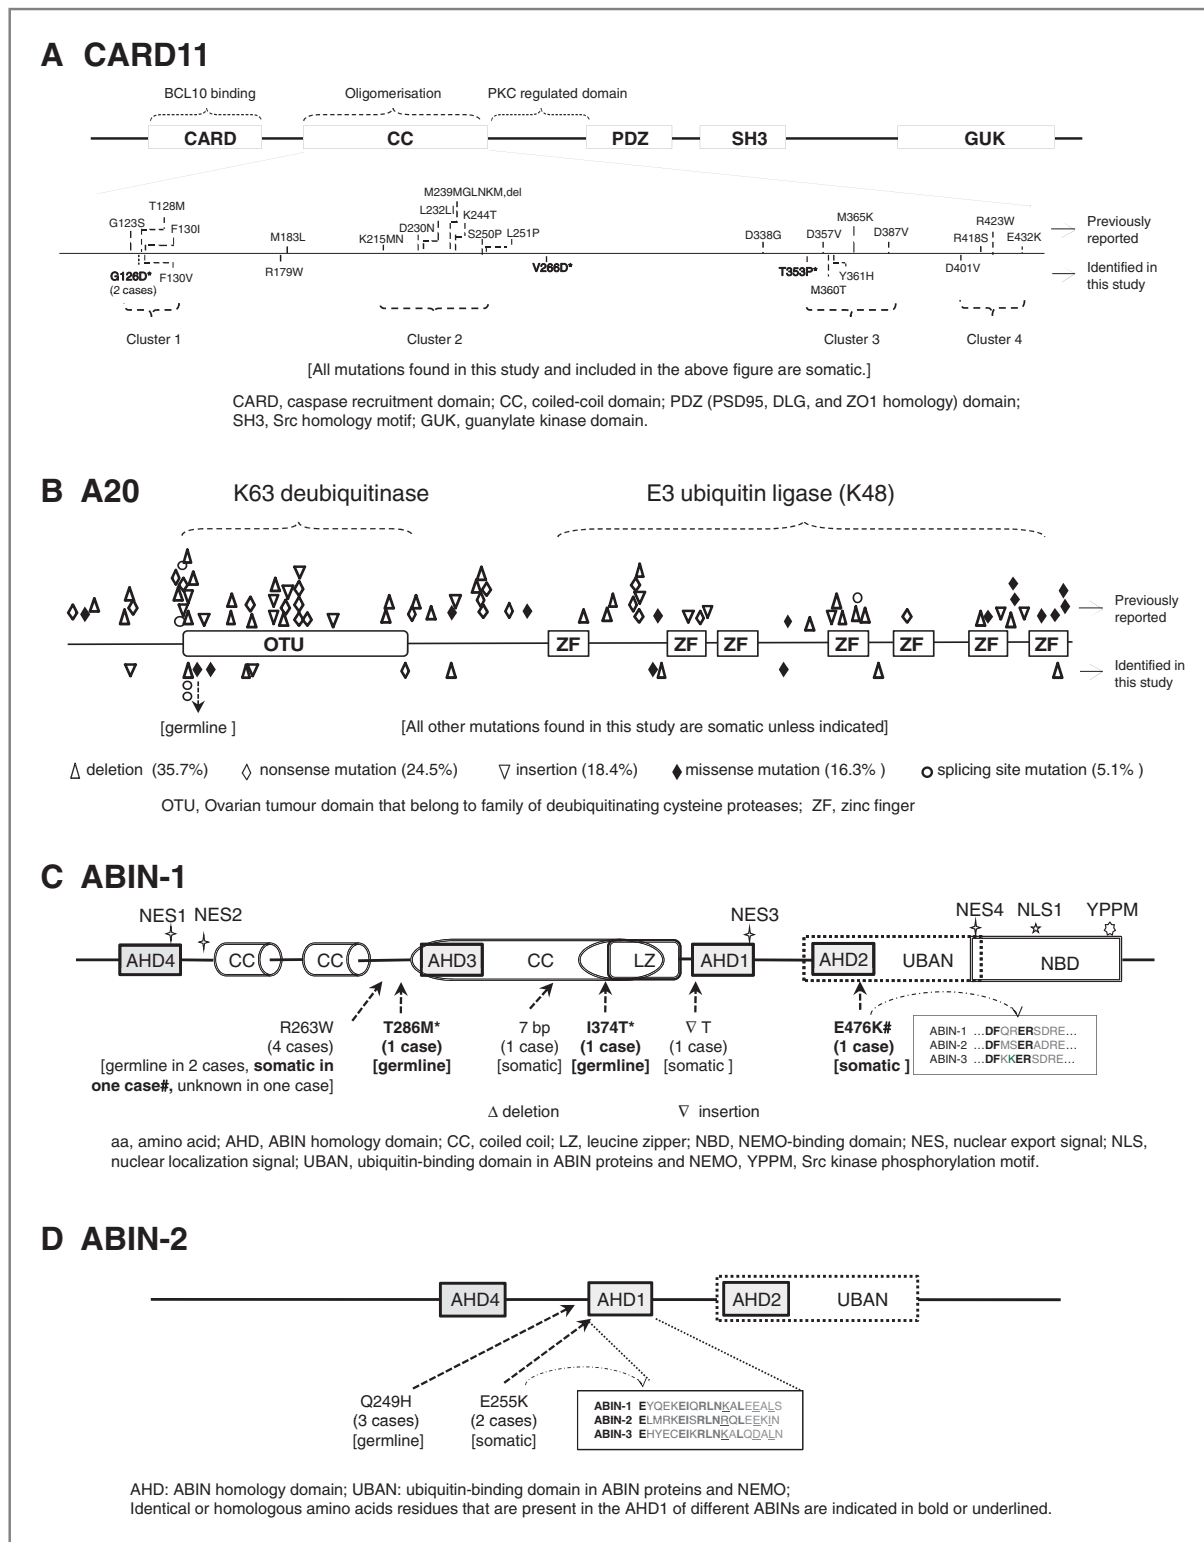 A CARD11
BCL10 binding
Oligomerisation
PKC regulated domain
CARD
CC
PDZ
SH3
GUK
M239MGLNKM,del
T128M
L232LI
K244T
M365K
R423W
G123S
F130I
D230N
S250P
L251P
D338G
D357V
D387V
R418S
E432K
M183L
K215MN
Previously
reported
G126D*
(2 cases)
F130V
R179W
V266D*
T353P*
Y361H
M360T
D401V
Identified in
this study
Cluster 1
Cluster 2
Cluster 3
Cluster 4
[All mutations found in this study and included in the above figure are somatic.]
CARD, caspase recruitment domain; CC, coiled-coil domain; PDZ (PSD95, DLG, and ZO1 homology) domain;
SH3, Src homology motif; GUK, guanylate kinase domain.
B A20
K63 deubiquitinase
E3 ubiquitin ligase (K48)
Previously
reported
OTU
ZF
ZF
ZF
ZF
ZF
ZF
ZF
Identified in
this study
[germline ]
[All other mutations found in this study are somatic unless indicated]
deletion (35.7%)
nonsense mutation (24.5%)
insertion (18.4%)
missense mutation (16.3% )
splicing site mutation (5.1% )
OTU, Ovarian tumour domain that belong to family of deubiquitinating cysteine proteases; ZF, zinc finger
C ABIN-1
NES1
NES2
NES3
NES4
NLS1
YPPM
AHD4
CC
CC
AHD3
CC
LZ
AHD1
AHD2
UBAN
NBD
R263W
(4 cases)
[germline in 2 cases, somatic in
one case#, unknown in one case]
T286M*
(1 case)
[germline]
7 bp
(1 case)
[somatic]
I374T*
(1 case)
[germline]
∇ T
(1 case)
[somatic ]
E476K#
(1 case)
[somatic ]
ABIN-1 ...DFQRERSDRE...
ABIN-2 ...DFMSERADRE...
ABIN-3 ...DFKKERSDRE...
Δ deletion
∇ insertion
aa, amino acid; AHD, ABIN homology domain; CC, coiled coil; LZ, leucine zipper; NBD, NEMO-binding domain; NES, nuclear export signal; NLS,
nuclear localization signal; UBAN, ubiquitin-binding domain in ABIN proteins and NEMO, YPPM, Src kinase phosphorylation motif.
D ABIN-2
AHD4
AHD1
AHD2
UBAN
Q249H
(3 cases)
[germline]
E255K
(2 cases)
[somatic]
ABIN-1 EYQEKEIQRLNKALEEALS
ABIN-2 ELMRKEISRLNRQLEEKIN
ABIN-3 EHYECEIKRLNKALQDALN
AHD: ABIN homology domain; UBAN: ubiquitin-binding domain in ABIN proteins and NEMO;
Identical or homologous amino acids residues that are present in the AHD1 of different ABINs are indicated in bold or underlined.